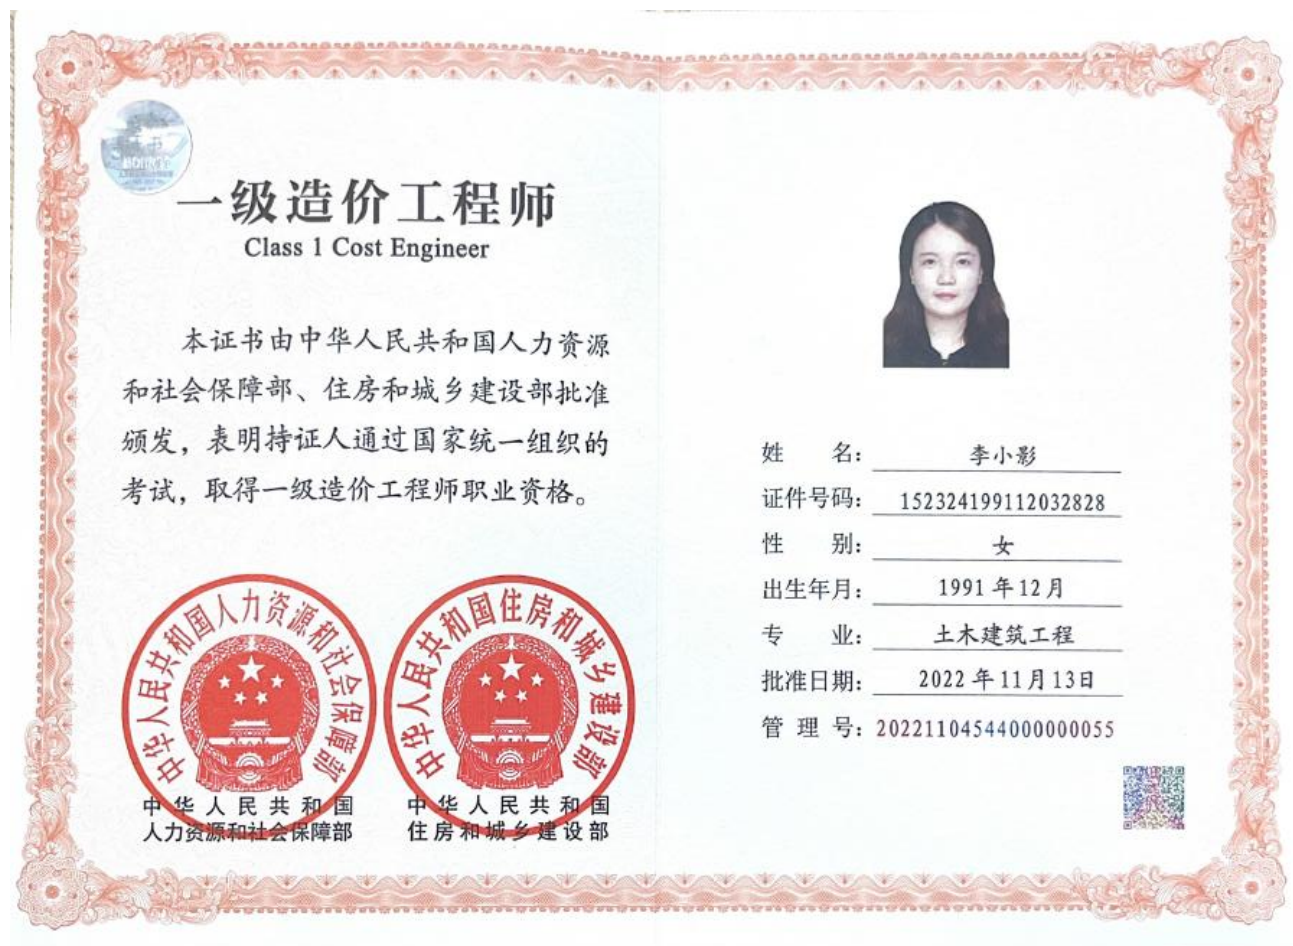 一级造价工程师
Class 1 Cost Engineer
本证书由中华人民共和国人力资源
和社会保障部、住房和城乡建设部批准
颁发，表明持证人通过国家统一组织的
考试，取得一级造价工程师职业资格。
中华人民共和国人力资源和社会保障部
中华人民共和国住房和城乡建设部
中华人民共和国
人力资源和社会保障部
中华人民共和国
住房和城乡建设部
姓 名： 李小影
证件号码： 152324199112032828
性 别： 女
出生年月： 1991年12月
专 业： 土木建筑工程
批准日期： 2022年11月13日
管 理 号： 20221104544000000055